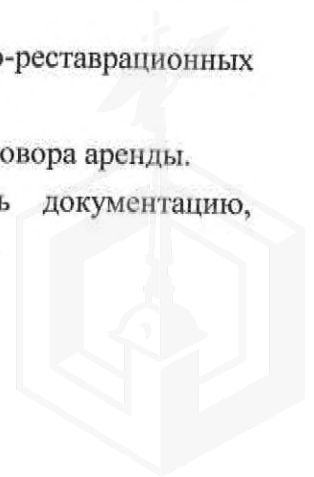 о-реставрационных
овора аренды.
ь документацию,